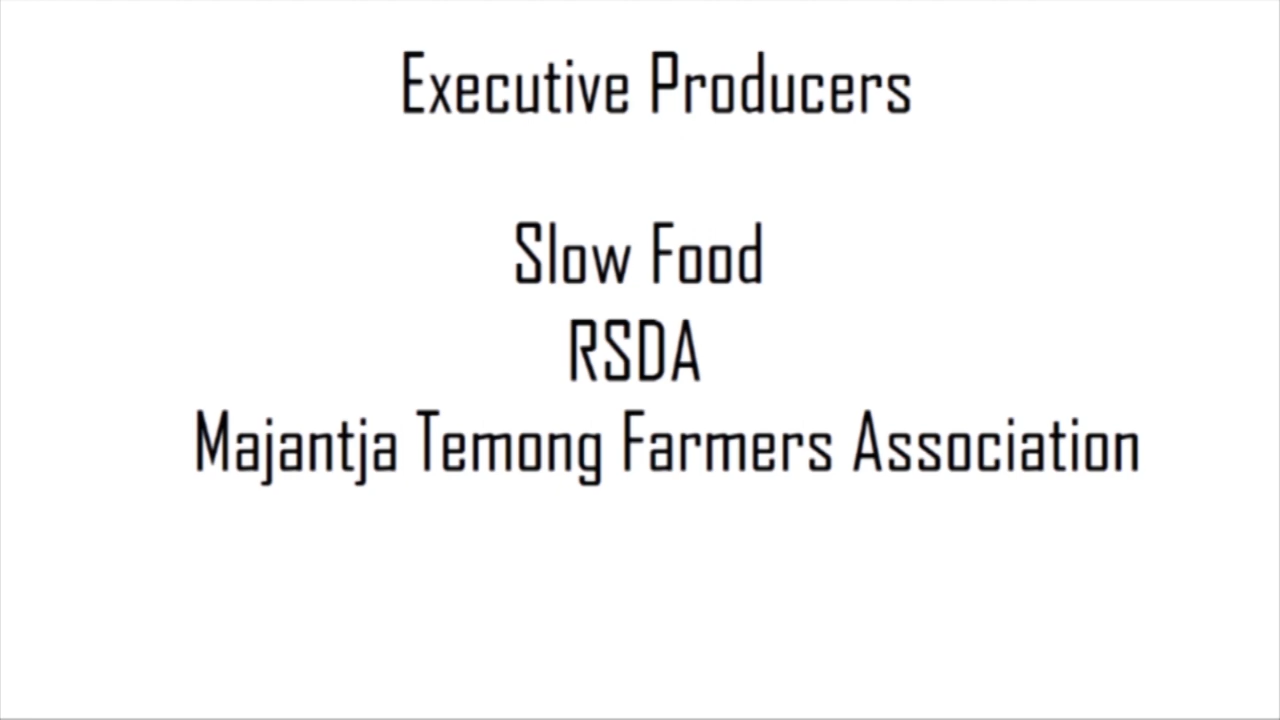 Executive Producers
Slow Food
RSDA
Majantja Temong Farmers Association